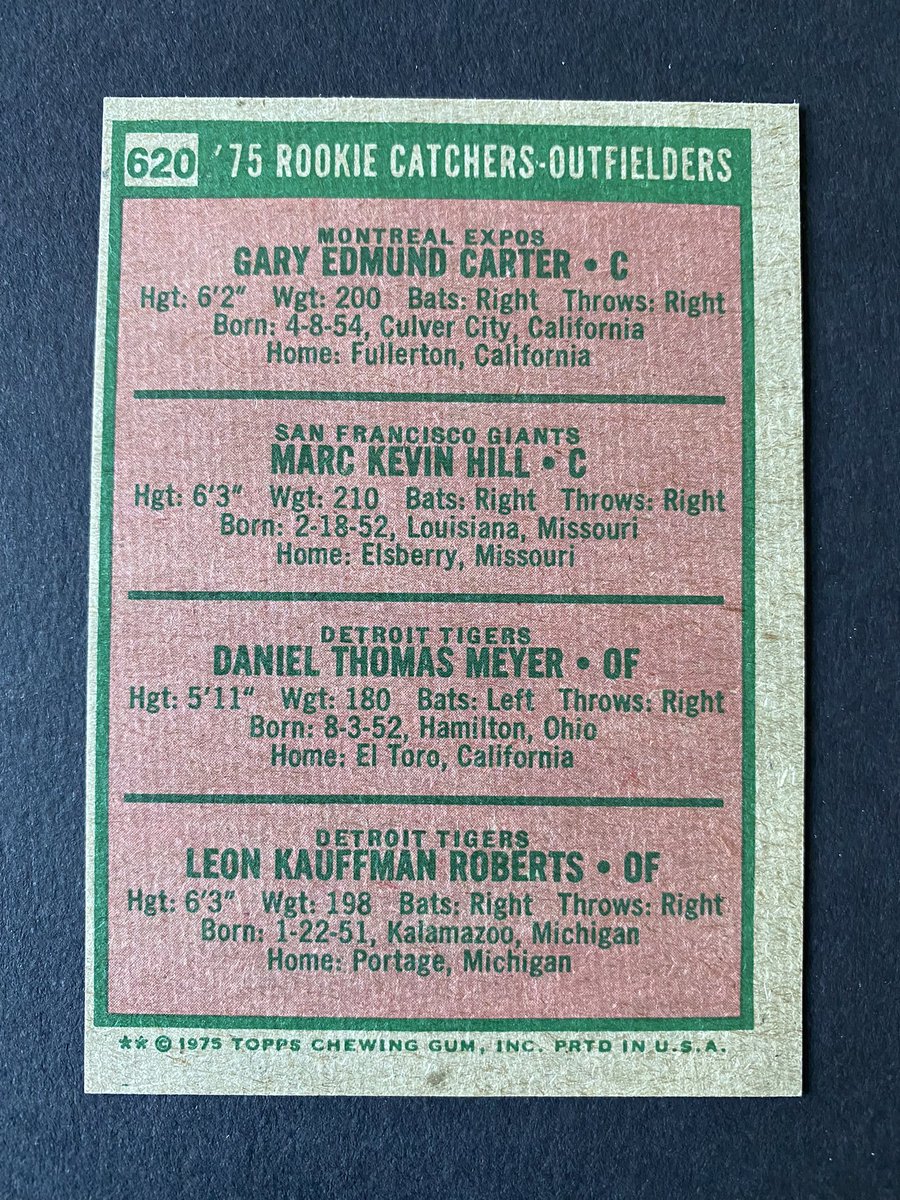 620 '75 ROOKIE CATCHERS-OUTFIELDERS
MONTREAL EXPOS
GARY EDMUND CARTER • C
Hgt: 6'2" Wgt: 200 Bats: Right Throws: Right
Born: 4-8-54, Culver City, California
Home: Fullerton, California
SAN FRANCISCO GIANTS
MARC KEVIN HILL • C
Hgt: 6'3" Wgt: 210 Bats: Right Throws: Right
Born: 2-18-52, Louisiana, Missouri
Home: Elsberry, Missouri
DETROIT TIGERS
DANIEL THOMAS MEYER • OF
Hgt: 5'11" Wgt: 180 Bats: Left Throws: Right
Born: 8-3-52, Hamilton, Ohio
Home: El Toro, California
DETROIT TIGERS
LEON KAUFFMAN ROBERTS • OF
Hgt: 6'3" Wgt: 198 Bats: Right Throws: Right
Born: 1-22-51, Kalamazoo, Michigan
Home: Portage, Michigan
** © 1975 TOPPS CHEWING GUM, INC. PRTD IN U.S.A.